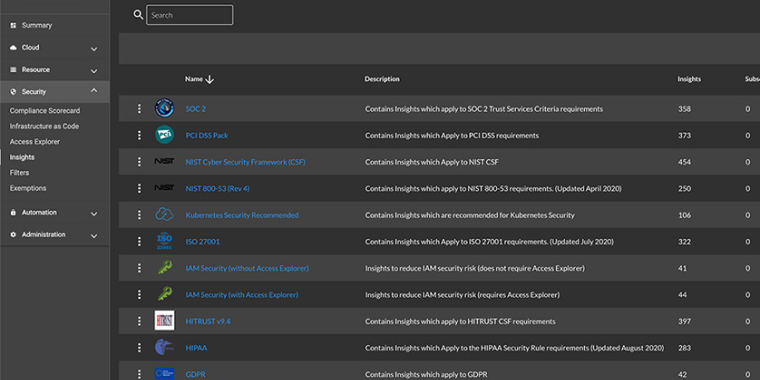 Search
Summary
Cloud
Resource
Security
Compliance Scorecard
Infrastructure as Code
Access Explorer
Insights
Filters
Exemptions
Automation
Administration
Name Description Insights Subsc
SOC 2 Contains Insights which apply to SOC 2 Trust Services Criteria requirements 358 0
PCI DSS Pack Contains Insights which Apply to PCI DSS requirements 373 0
NIST NIST Cyber Security Framework (CSF) Contains Insights which Apply to NIST CSF 454 0
NIST NIST 800-53 (Rev 4) Contains Insights which apply to NIST 800-53 requirements. (Updated April 2020) 250 0
Kubernetes Security Recommended Contains Insights which are recommended for Kubernetes Security 106 0
ISO ISO 27001 Contains Insights which Apply to ISO 27001 requirements. (Updated July 2020) 322 0
IAM Security (without Access Explorer) Insights to reduce IAM security risk (does not require Access Explorer) 41 0
IAM Security (with Access Explorer) Insights to reduce IAM security risk (requires Access Explorer) 44 0
HITRUST HITRUST v9.4 Contains Insights which apply to HITRUST CSF requirements 397 0
HIPAA Contains Insights which Apply to the HIPAA Security Rule requirements (Updated August 2020) 283 0
GDPR Contains Insights which apply to GDPR 42 0